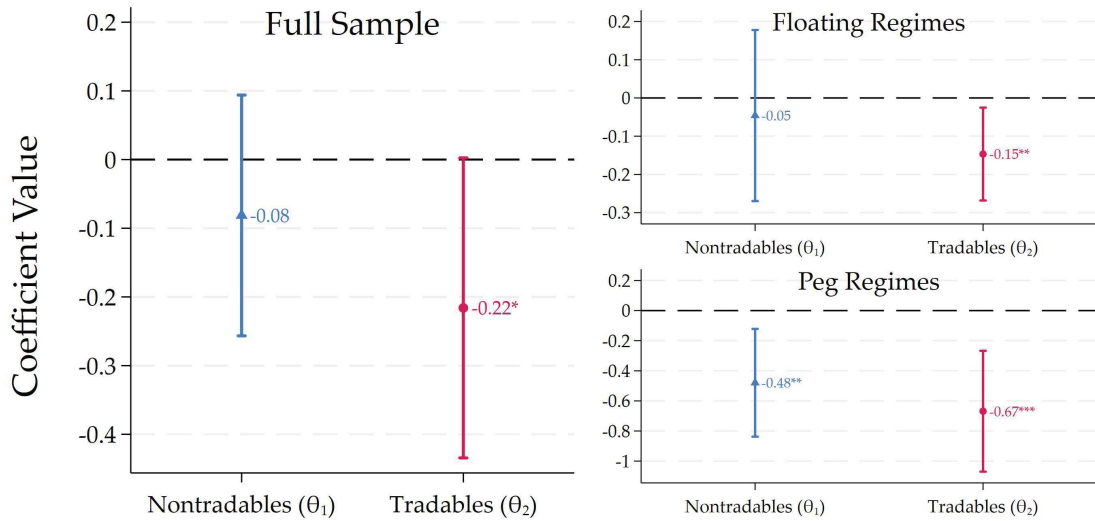 Full Sample
Coefficient Value
0.2
0.1
0
-0.1
-0.2
-0.3
-0.4
-0.08
-0.22*
Nontradables (θ₁)
Tradables (θ₂)
Floating Regimes
0.2
0.1
0
-0.1
-0.2
-0.3
-0.05
-0.15**
Nontradables (θ₁)
Tradables (θ₂)
Peg Regimes
0.2
0
-0.2
-0.4
-0.6
-0.8
-1
-0.48**
-0.67***
Nontradables (θ₁)
Tradables (θ₂)